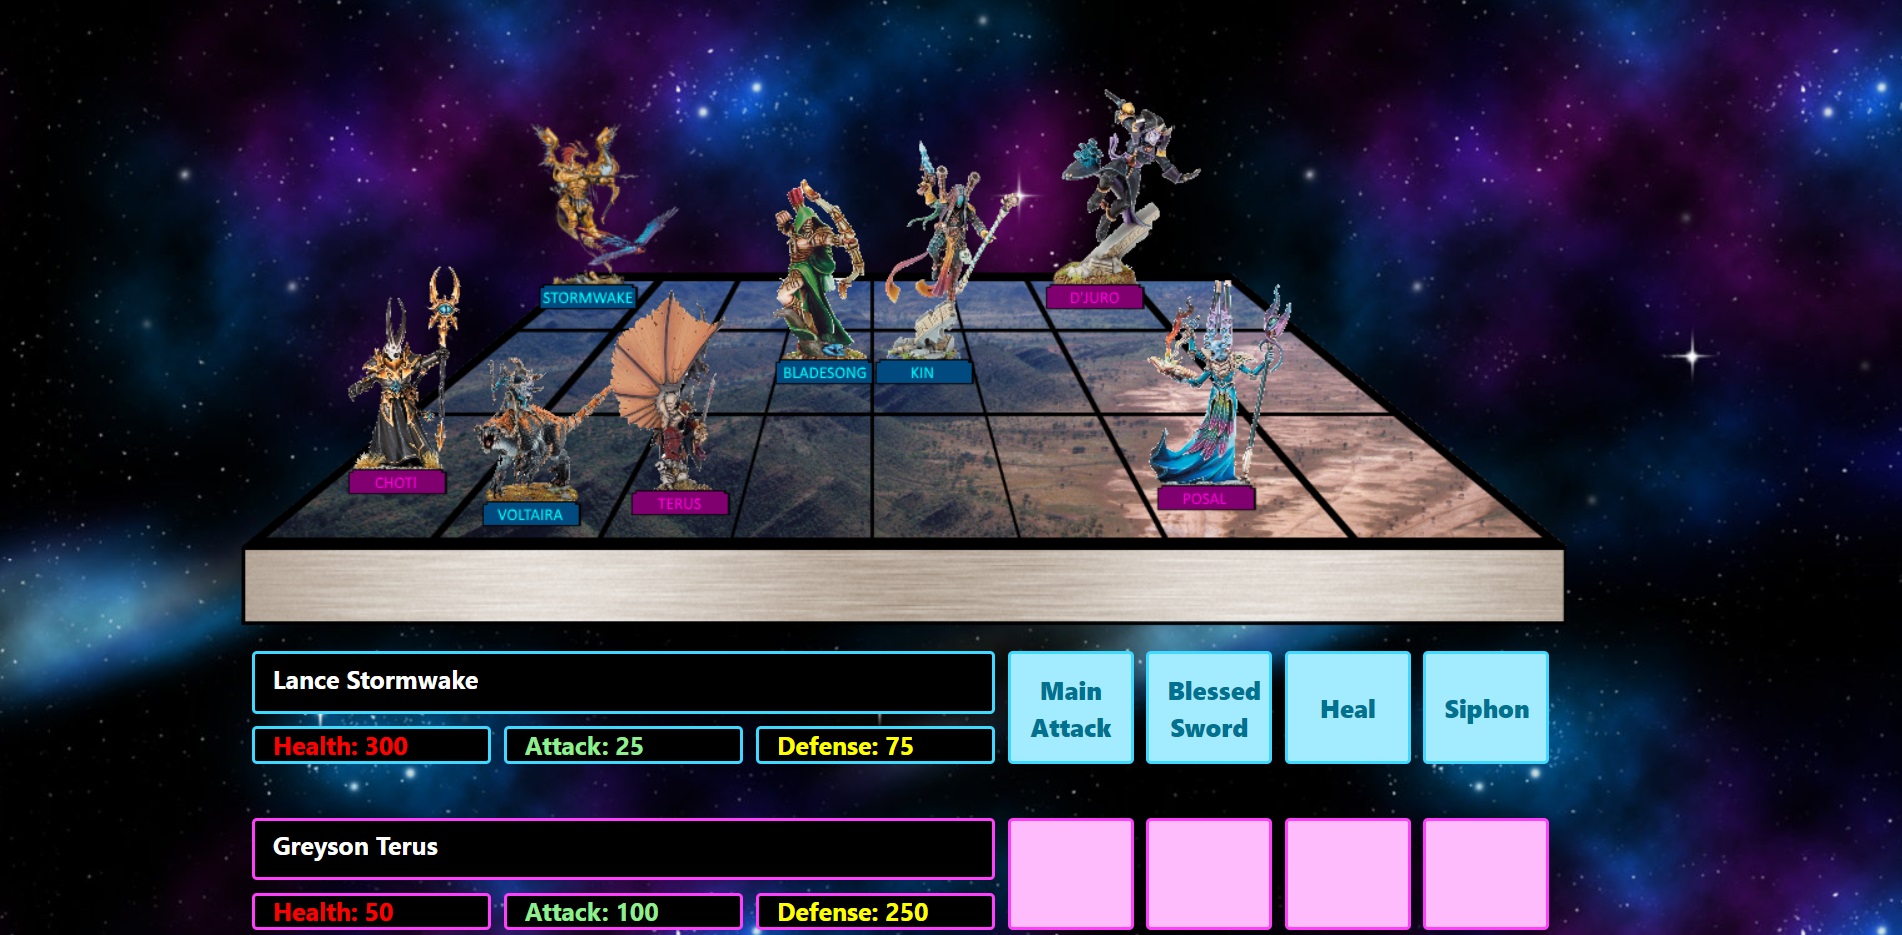 STORMWAKE
D'JURO
BLADESONG
KIN
CHOTI
POSAL
TERUS
VOLTAIRA
Lance Stormwake
Health: 300
Attack: 25
Defense: 75
Main
Attack
Blessed
Sword
Heal
Siphon
Greyson Terus
Health: 50
Attack: 100
Defense: 250